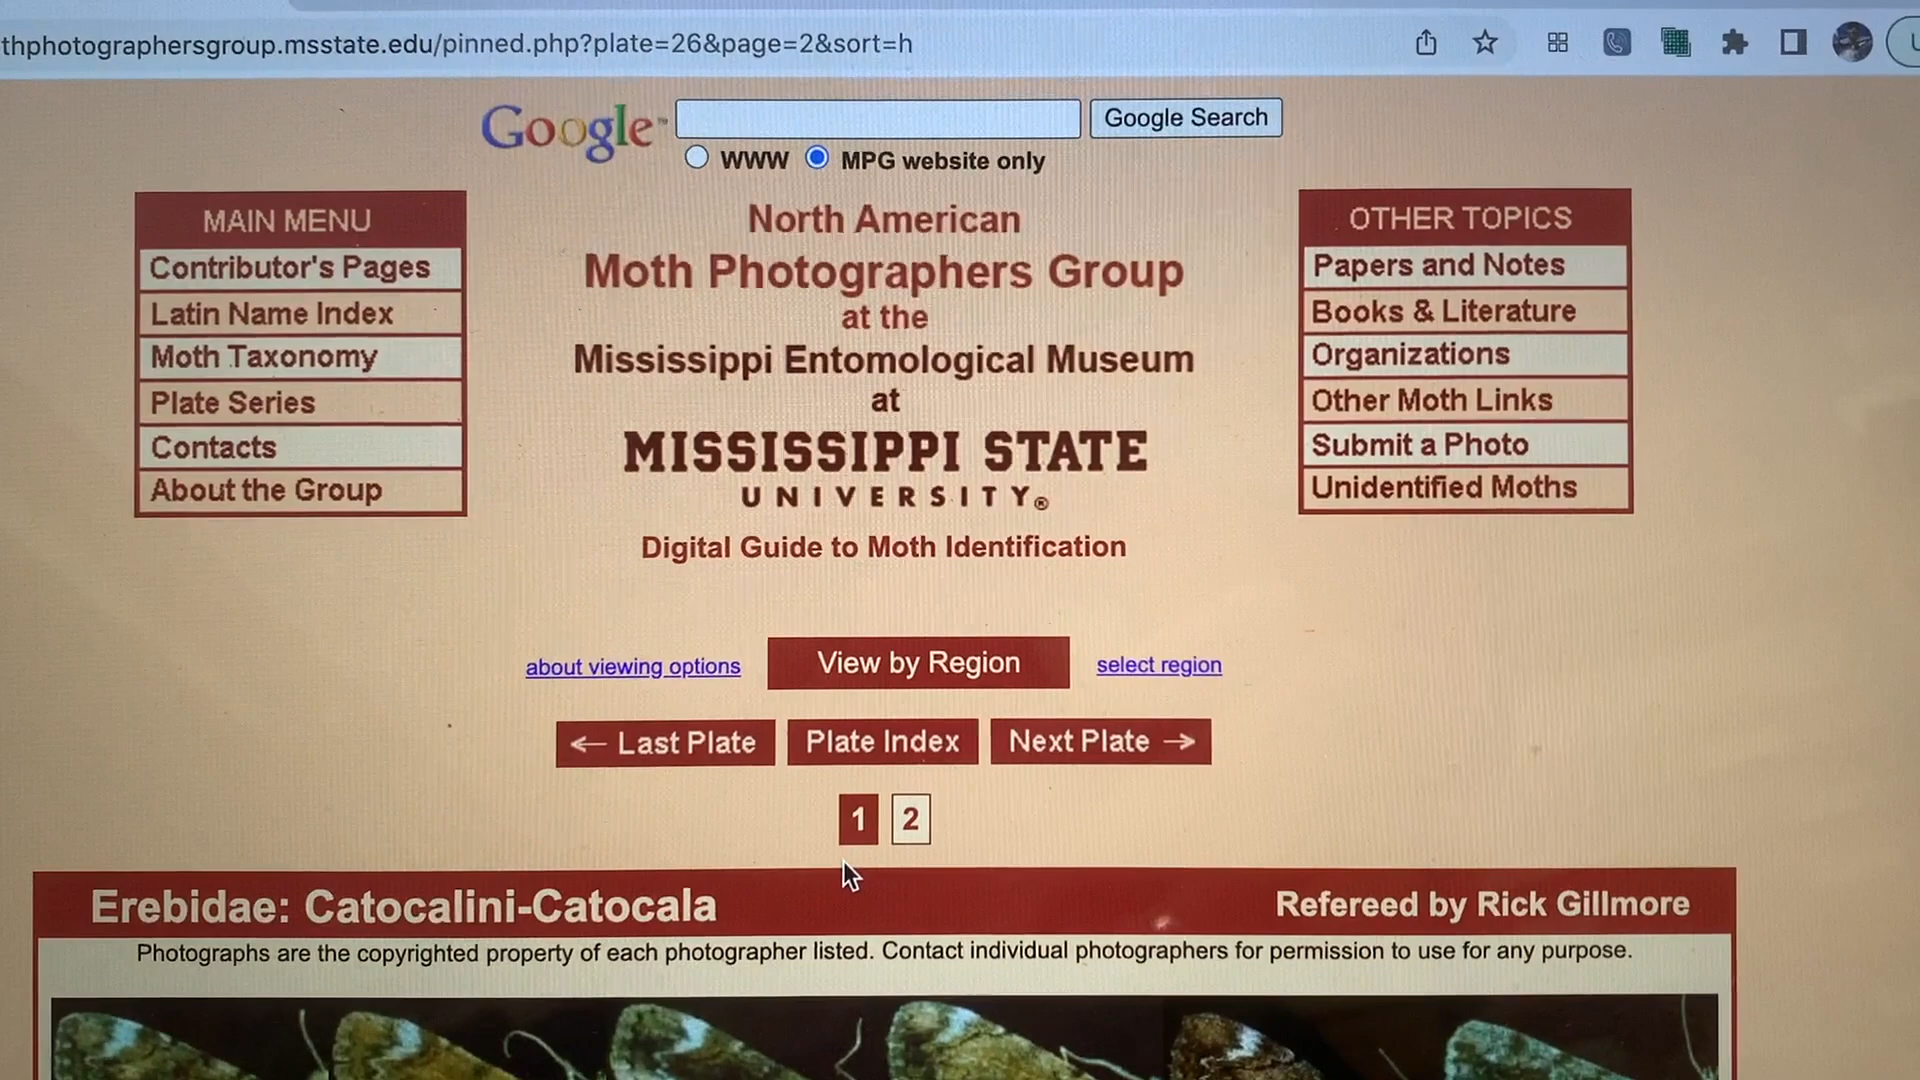 thphotographersgroup.msstate.edu/pinned.php?plate=26&page=2&sort=h
Google™
Google Search
WWW
MPG website only
MAIN MENU
Contributor's Pages
Latin Name Index
Moth Taxonomy
Plate Series
Contacts
About the Group
North American
Moth Photographers Group
at the
Mississippi Entomological Museum
at
MISSISSIPPI STATE
UNIVERSITY®
Digital Guide to Moth Identification
OTHER TOPICS
Papers and Notes
Books & Literature
Organizations
Other Moth Links
Submit a Photo
Unidentified Moths
about viewing options
View by Region
select region
← Last Plate
Plate Index
Next Plate →
1 2
Erebidae: Catocalini-Catocala
Refereed by Rick Gillmore
Photographs are the copyrighted property of each photographer listed. Contact individual photographers for permission to use for any purpose.